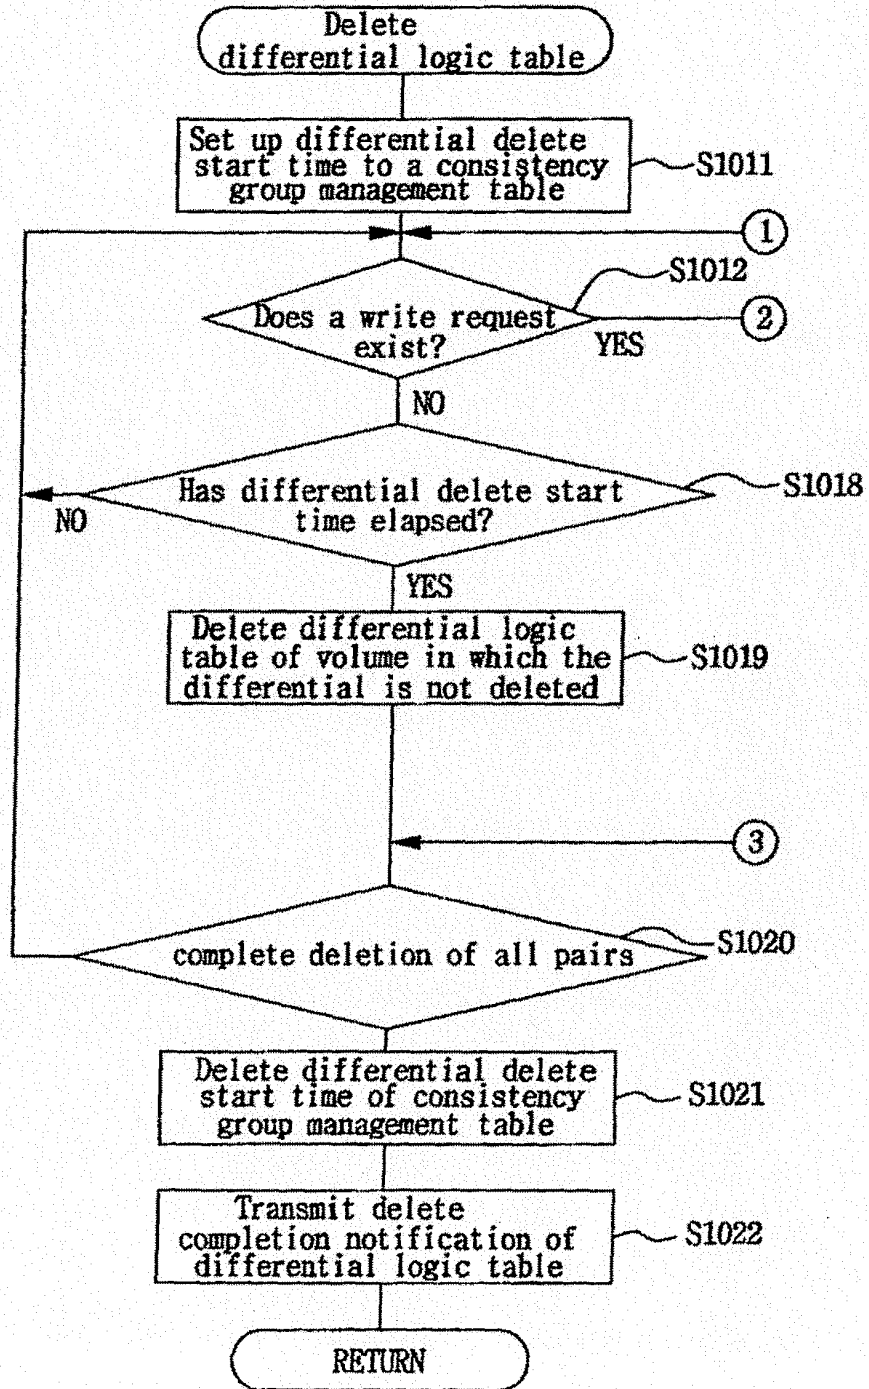 Delete
differential logic table
Set up differential delete
start time to a consistency
group management table
S1011
1
S1012
Does a write request
exist?
YES
2
NO
Has differential delete start
time elapsed?
S1018
NO
YES
Delete differential logic
table of volume in which the
differential is not deleted
S1019
3
complete deletion of all pairs
S1020
Delete differential delete
start time of consistency
group management table
S1021
Transmit delete
completion notification of
differential logic table
S1022
RETURN